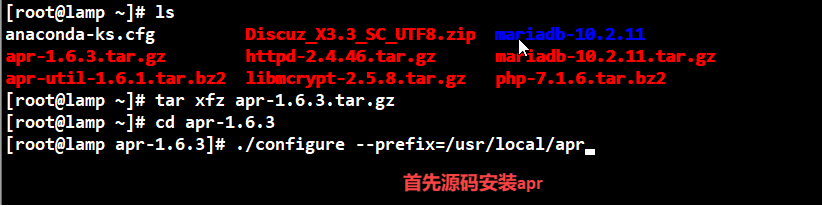 [root@lamp ~]# ls
anaconda-ks.cfg Discuz_X3.3_SC_UTF8.zip mariadb-10.2.11
apr-1.6.3.tar.gz httpd-2.4.46.tar.gz mariadb-10.2.11.tar.gz
apr-util-1.6.1.tar.bz2 libmcrypt-2.5.8.tar.gz php-7.1.6.tar.bz2
[root@lamp ~]# tar xfz apr-1.6.3.tar.gz
[root@lamp ~]# cd apr-1.6.3
[root@lamp apr-1.6.3]# ./configure --prefix=/usr/local/apr
首先源码安装apr